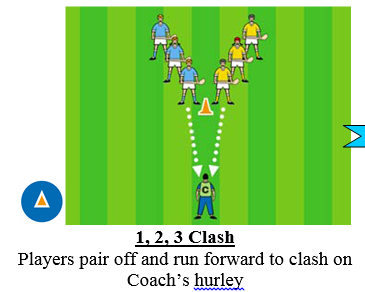 C
1, 2, 3 Clash
Players pair off and run forward to clash on
Coach's hurley